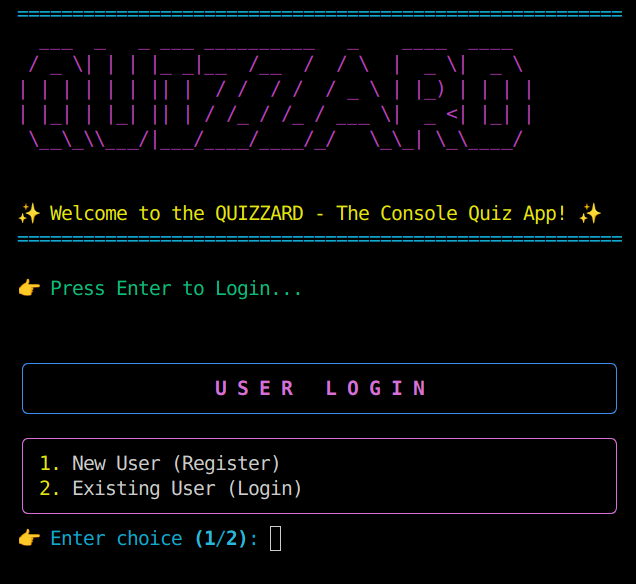 QUIZZARD
✨ Welcome to the QUIZZARD - The Console Quiz App! ✨
👉 Press Enter to Login...
USER LOGIN
1. New User (Register)
2. Existing User (Login)
👉 Enter choice (1/2):